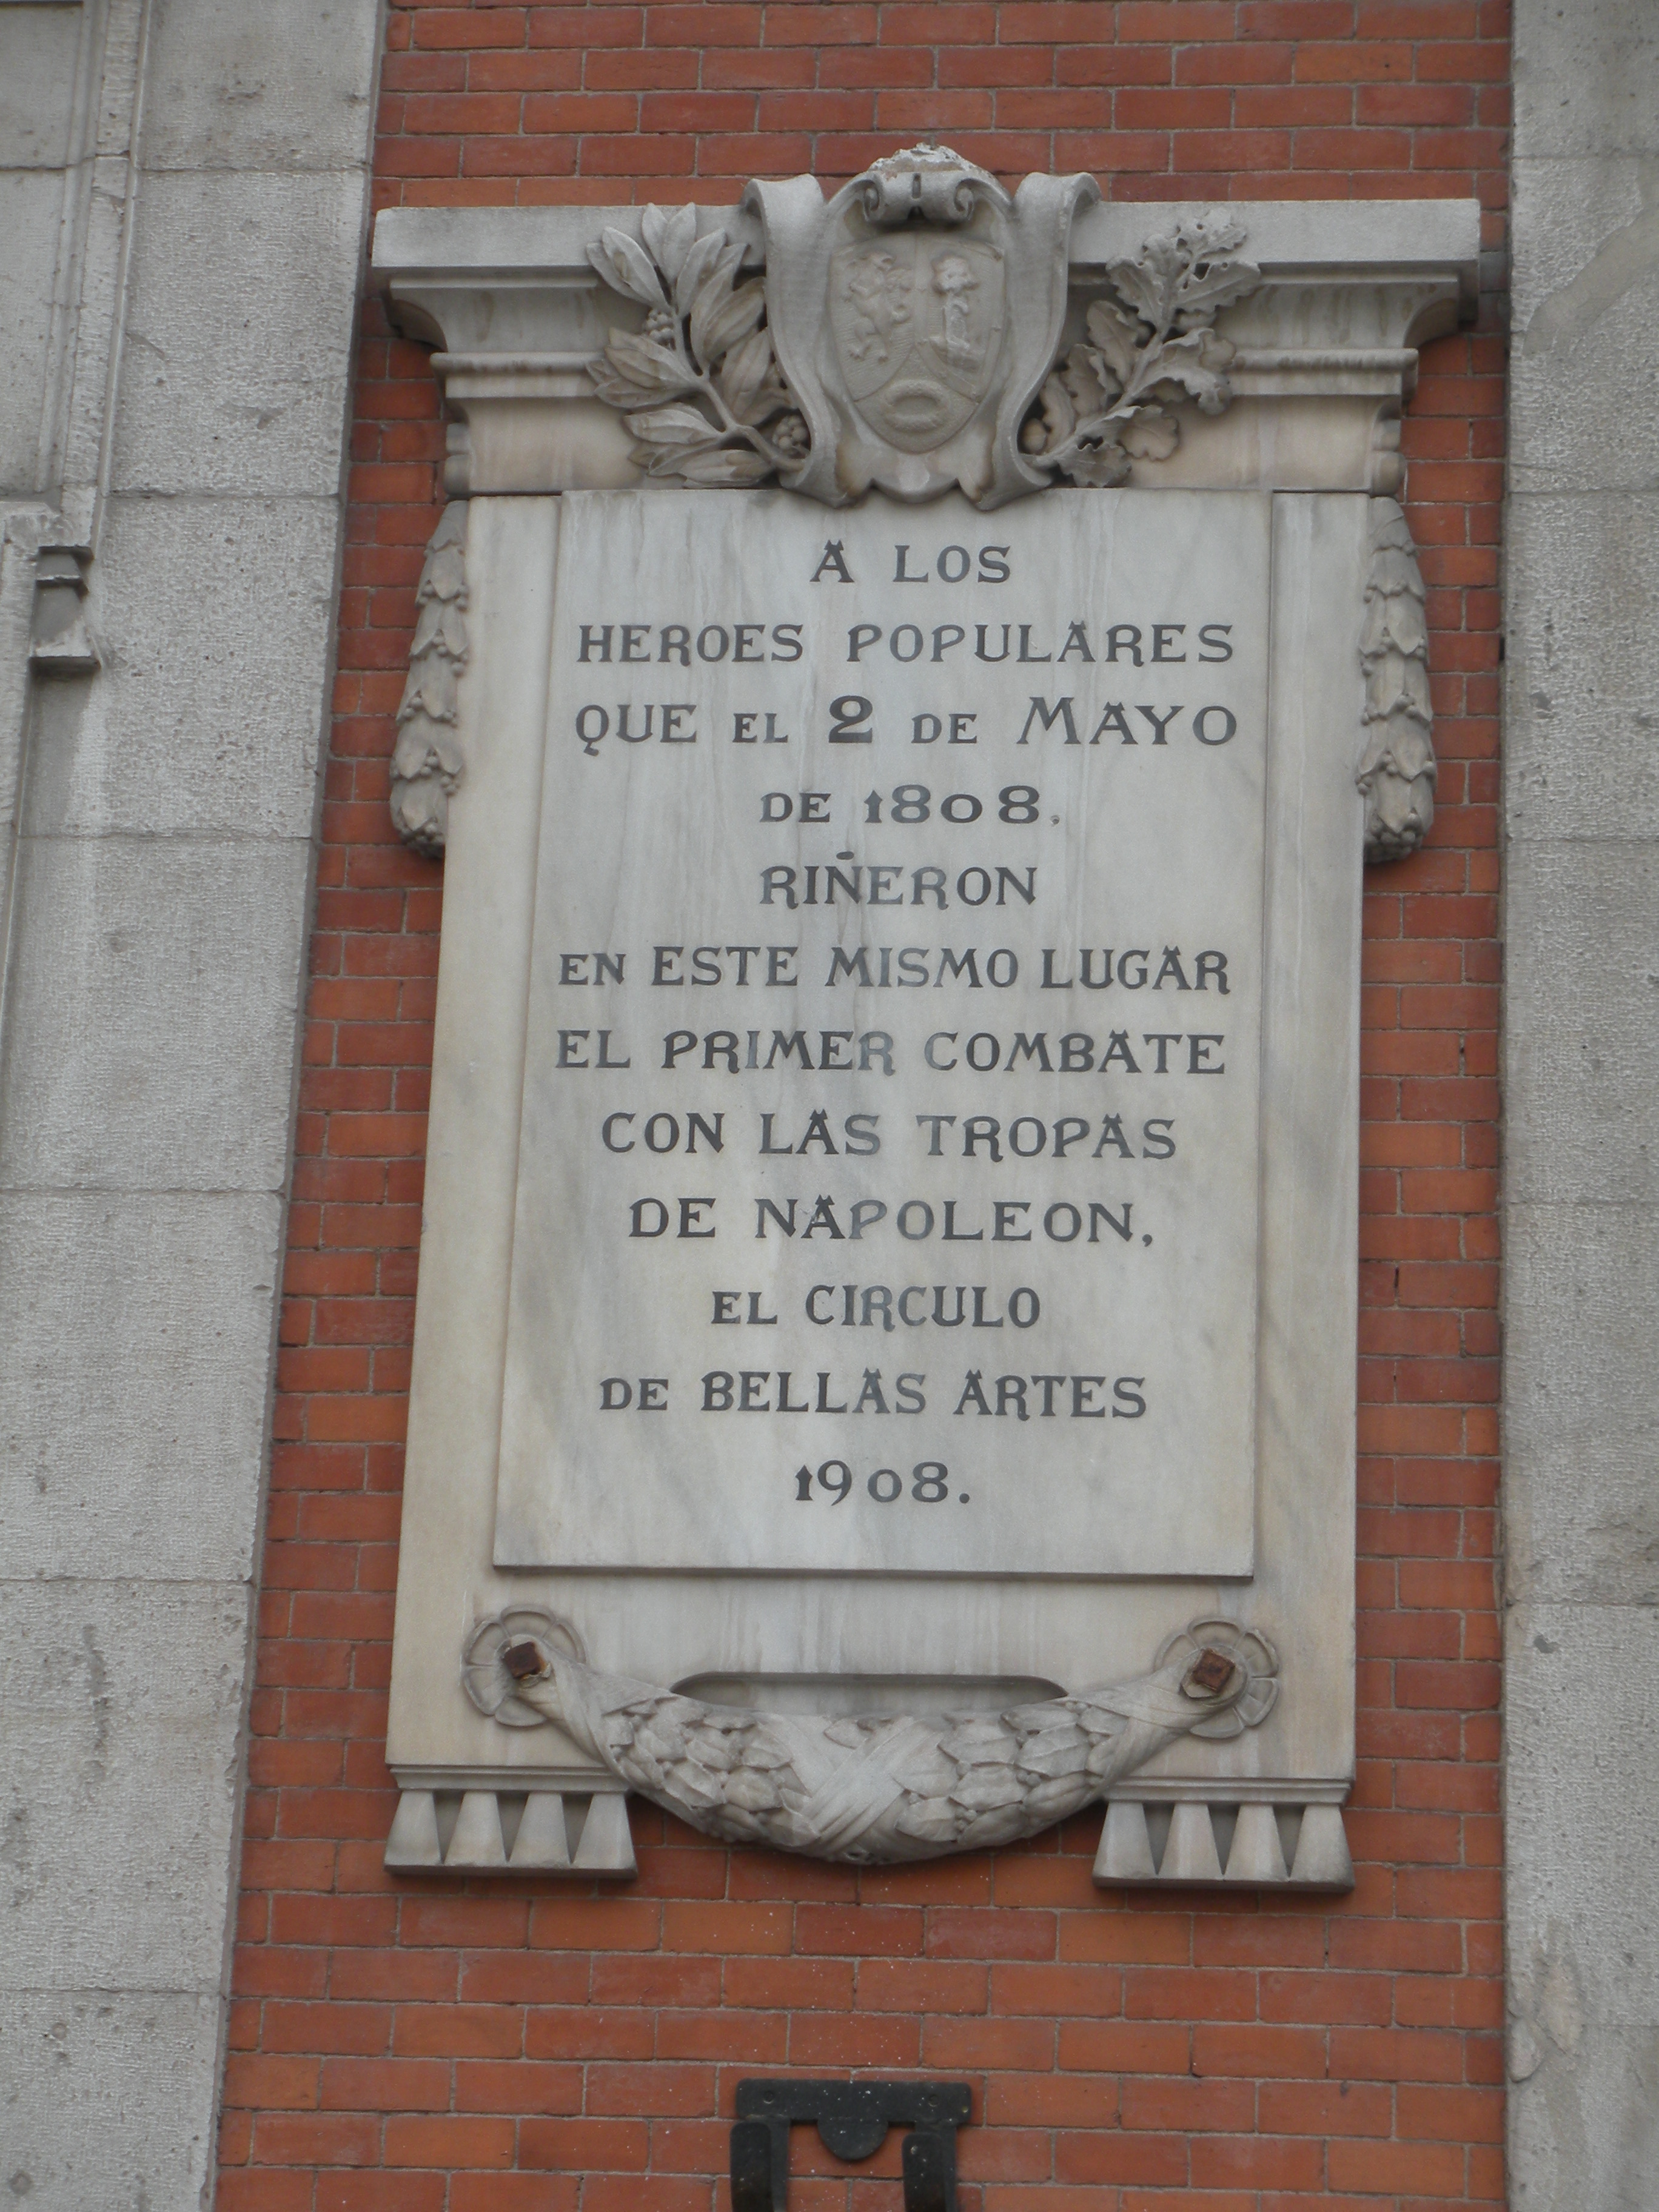 A LOS
HEROES POPULARES
QUE EL 2 DE MAYO
DE 1808.
RIÑERON
EN ESTE MISMO LUGAR
EL PRIMER COMBATE
CON LAS TROPAS
DE NAPOLEON,
EL CIRCULO
DE BELLAS ARTES
1908.